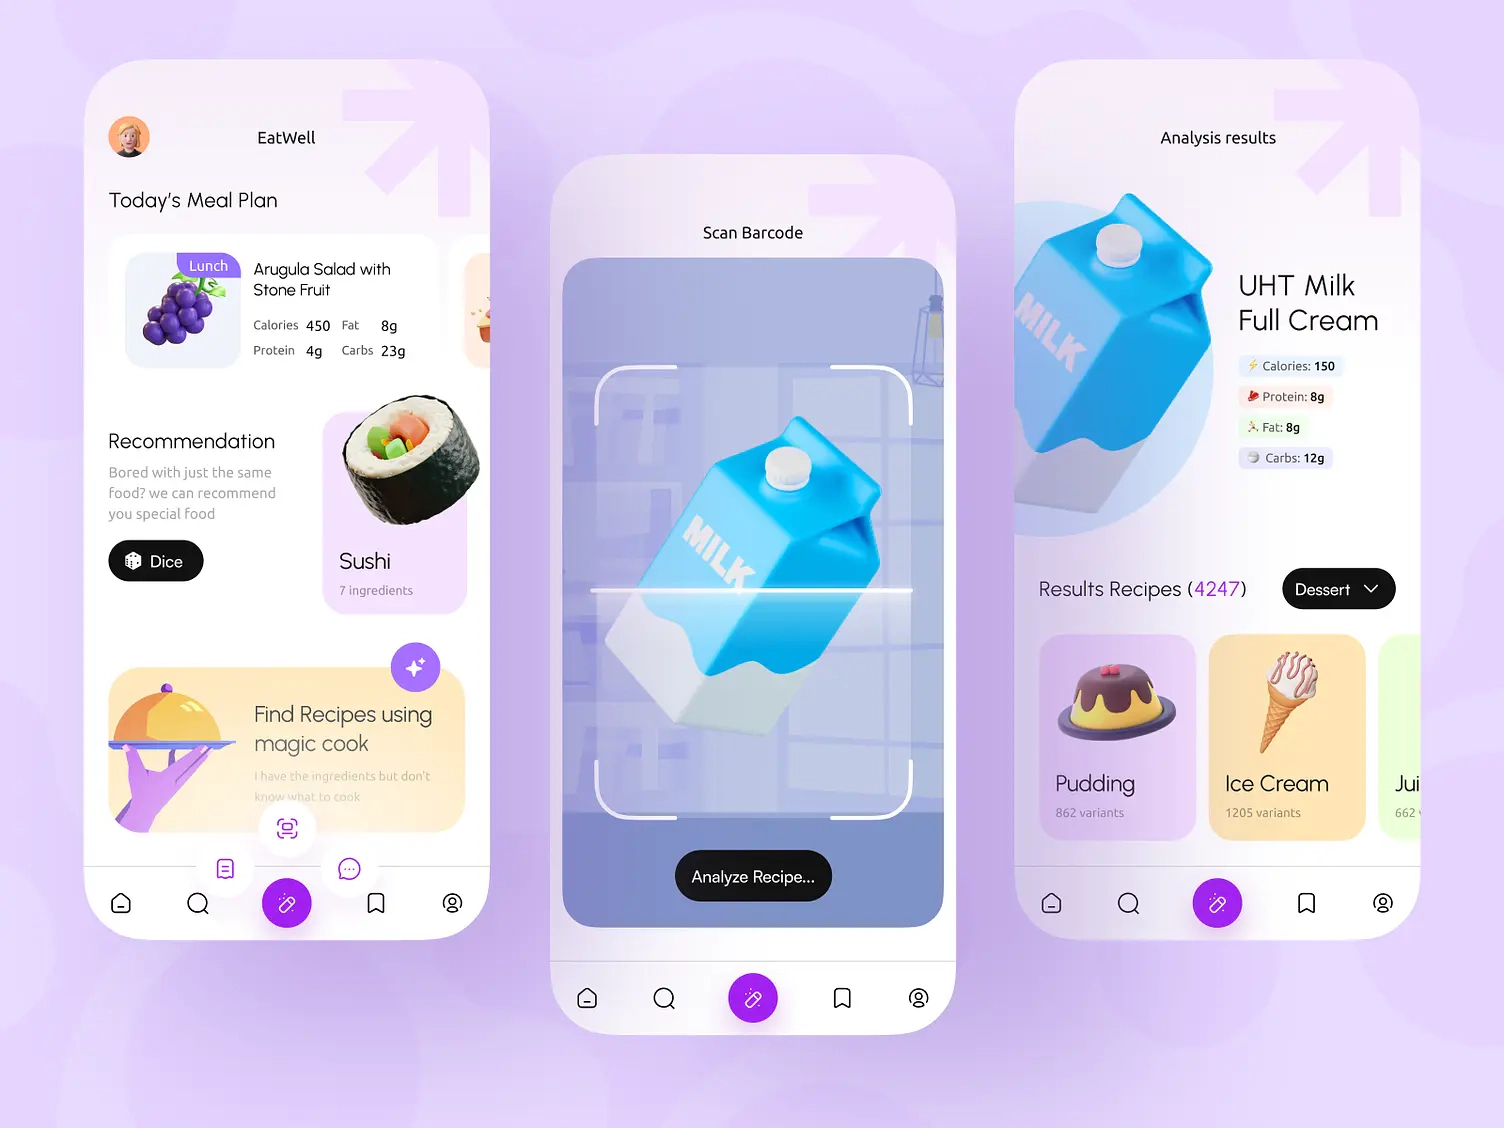 EatWell
Today's Meal Plan
Lunch
Arugula Salad with
Stone Fruit
Calories 450 Fat 8g
Protein 4g Carbs 23g
Recommendation
Bored with just the same
food? we can recommend
you special food
Dice
Sushi
7 ingredients
Find Recipes using
magic cook
I have the ingredients but don't
know what to cook
Scan Barcode
MILK
Analyze Recipe...
Analysis results
MILK
UHT Milk
Full Cream
Calories: 150
Protein: 8g
Fat: 8g
Carbs: 12g
Results Recipes (4247)
Dessert
Pudding
862 variants
Ice Cream
1205 variants
Jui
662